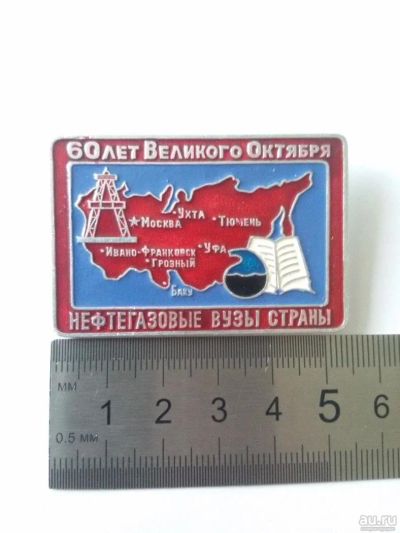 60 ЛЕТ ВЕЛИКОГО ОКТЯБРЯ
УХТА
МОСКВА
ТЮМЕНЬ
ИВАНО-ФРАНКОВСК
УФА
ГРОЗНЫЙ
БАКУ
НЕФТЕГАЗОВЫЕ ВУЗЫ СТРАНЫ
мм
1 2 3 4 5 6
0.5 мм
au.ru